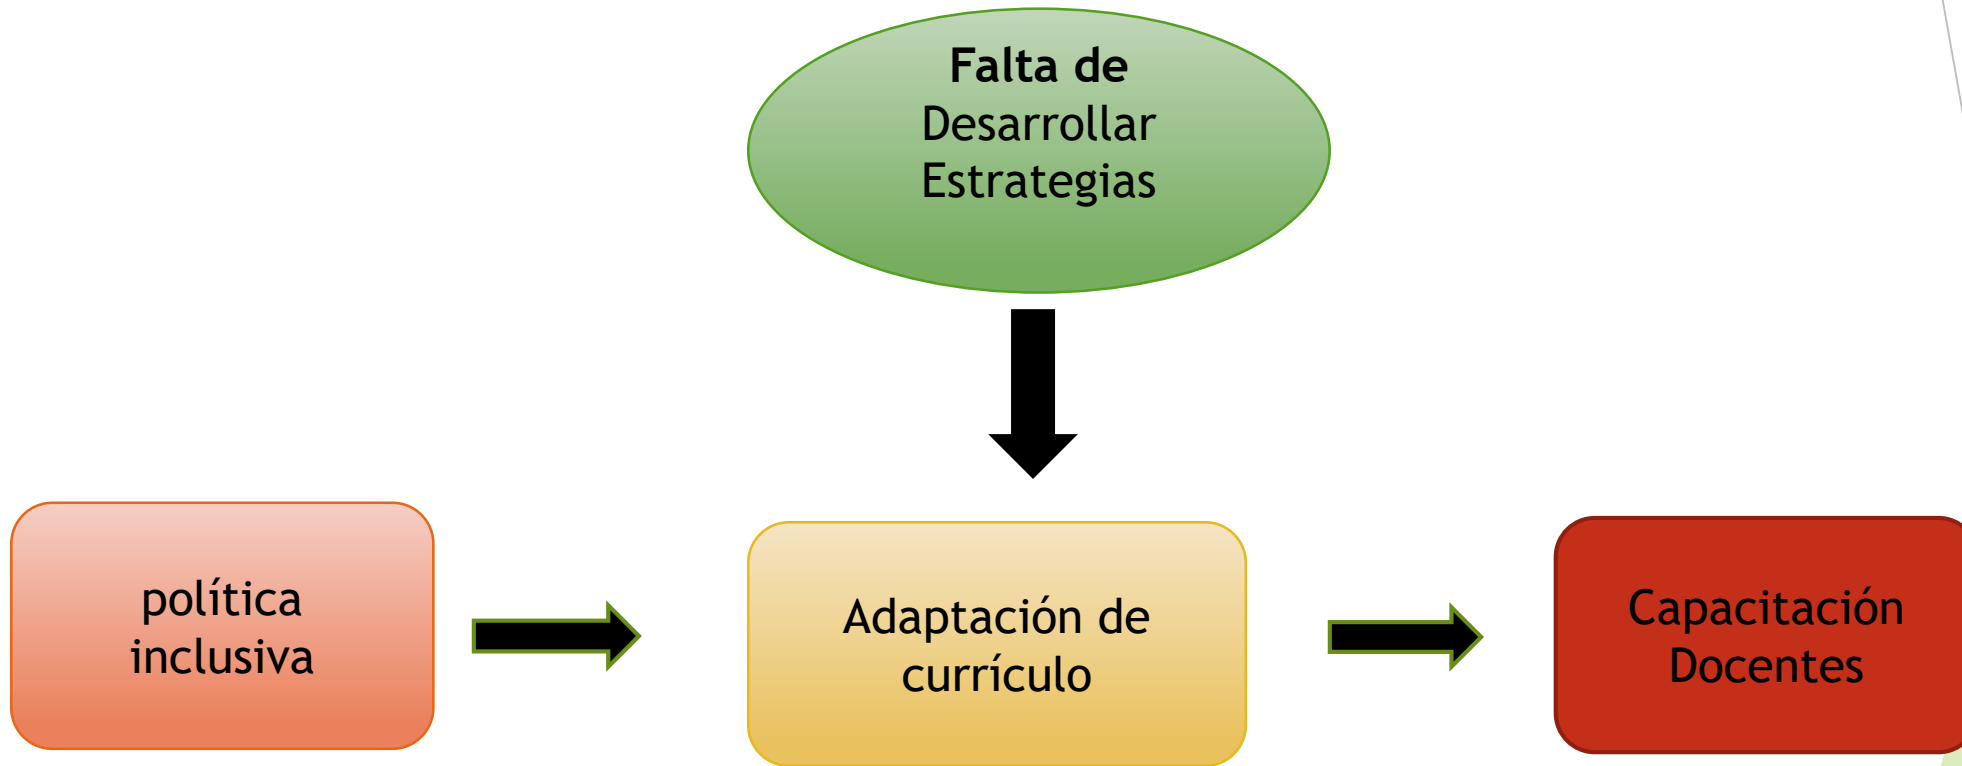 Falta de
Desarrollar
Estrategias
política
inclusiva
Adaptación de
currículo
Capacitación
Docentes